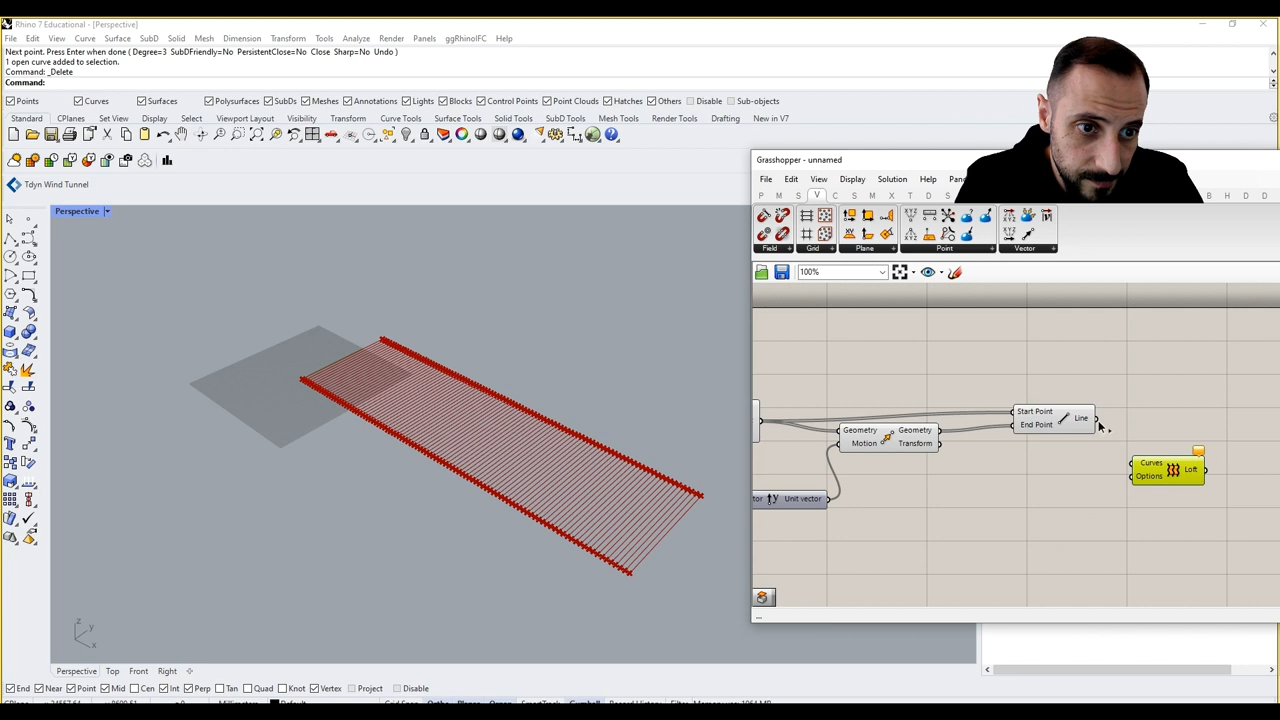 Rhino 7 Educational - [Perspective]
File Edit View Curve Surface SubD Solid Mesh Dimension Transform Tools Analyze Render Panels ggRhinoIFC Help
Next point. Press Enter when done ( Degree=3 SubDFriendly=No PersistentClose=No Close Sharp=No Undo )
1 open curve added to selection.
Command: _Delete
Command:
Points Curves Surfaces Polysurfaces SubDs Meshes Annotations Lights Blocks Control Points Point Clouds Hatches Others Disable Sub-objects
Standard CPlanes Set View Display Select Viewport Layout Visibility Transform Curve Tools Surface Tools Solid Tools SubD Tools Mesh Tools Render Tools Drafting New in V7
Tdyn Wind Tunnel
Perspective
Grasshopper - unnamed
File Edit View Display Solution Help Pan
P M S V C S M X T D S B H D D
Field Grid Plane Point Vector
100%
Start Point
End Point
Line
Geometry
Motion
Geometry
Transform
tor Unit vector
Curves
Options
Loft
...
z
y
x
Perspective Top Front Right
End Near Point Mid Cen Int Perp Tan Quad Knot Vertex Project Disable